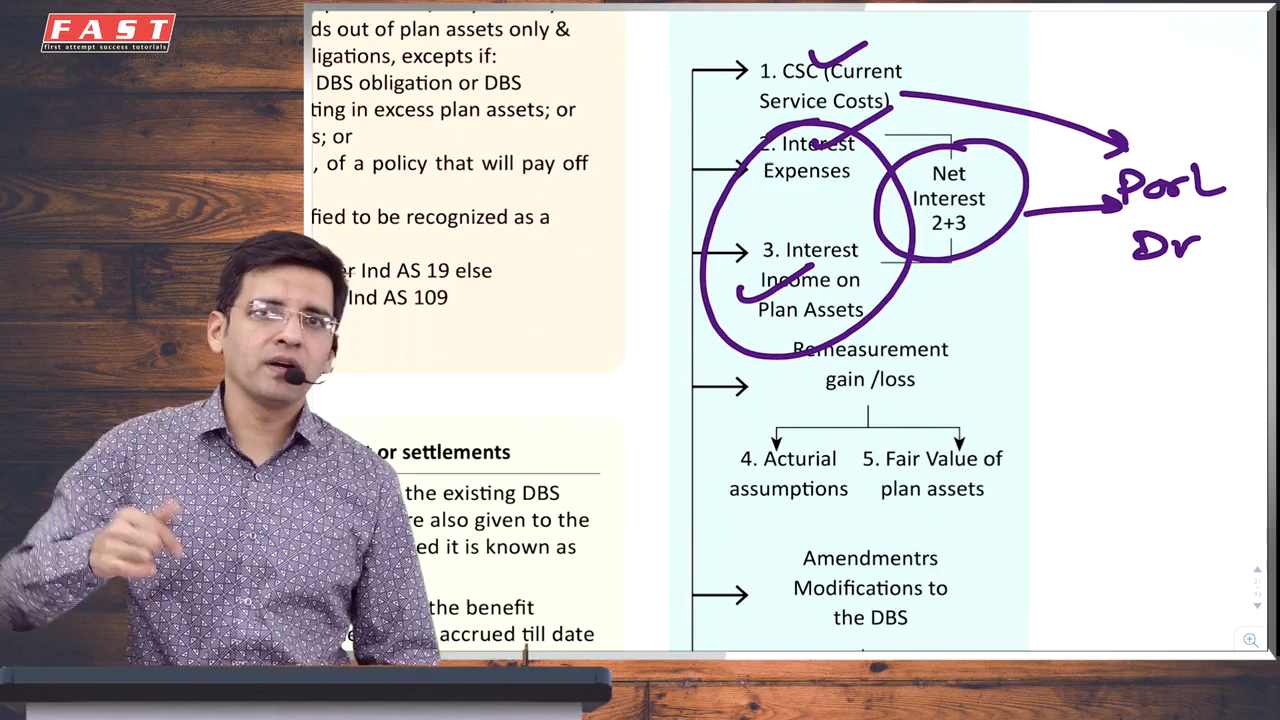 FAST
first attempt success tutorials
ds out of plan assets only &
ligations, excepts if:
DBS obligation or DBS
ting in excess plan assets; or
s; or
, of a policy that will pay off
fied to be recognized as a
er Ind AS 19 else
Ind AS 109
t or settlements
the existing DBS
re also given to the
ed it is known as
the benefit
accrued till date
1. CSC (Current
Service Costs)
2. Interest
Expenses
Net
Interest
2+3
3. Interest
Income on
Plan Assets
Remeasurement
gain /loss
4. Acturial
assumptions
5. Fair Value of
plan assets
Amendmentrs
Modifications to
the DBS
PorL
Dr